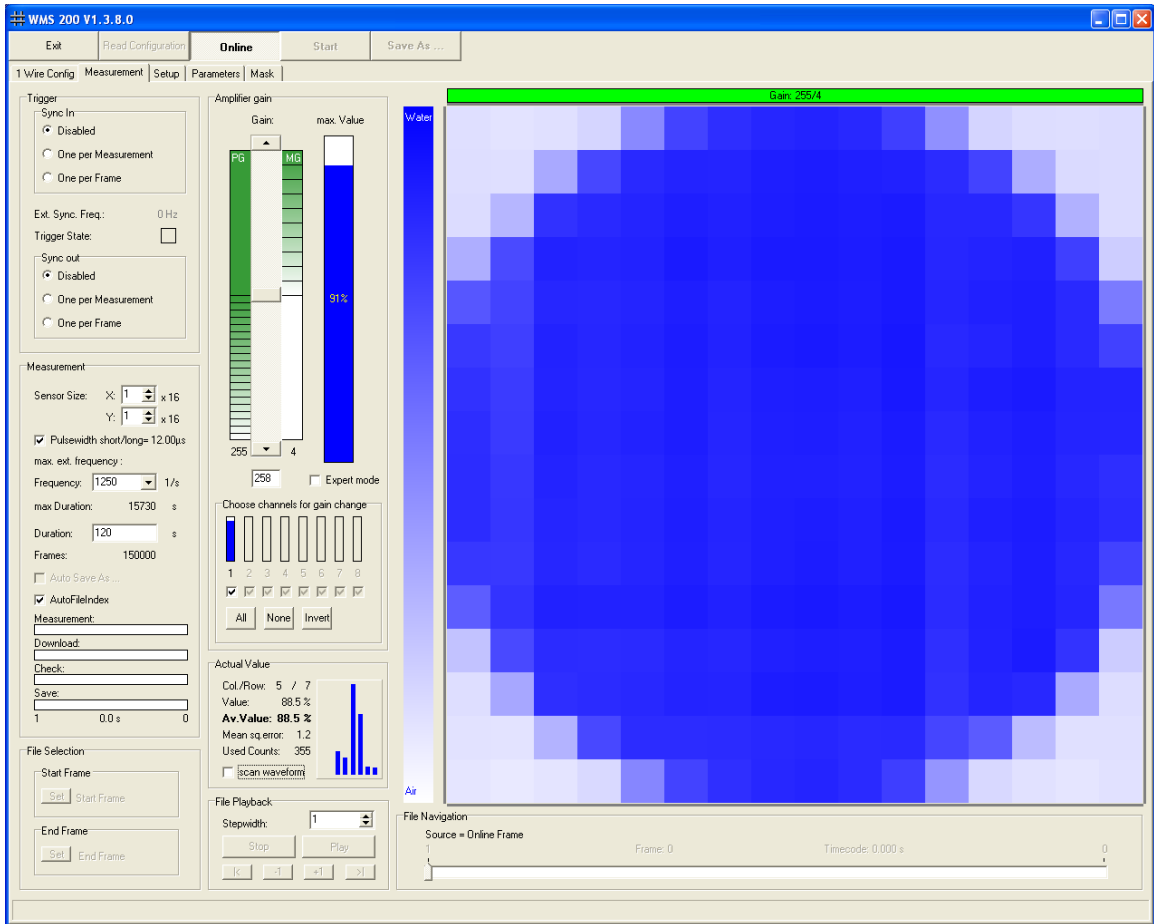 WMS 200 V1.3.8.0
Exit Read Configuration Online Start Save As ...
1 Wire Config Measurement Setup Parameters Mask
Trigger
Sync In
Disabled
One per Measurement
One per Frame
Ext. Sync. Freq.: 0 Hz
Trigger State:
Sync out
Disabled
One per Measurement
One per Frame
Measurement
Sensor Size: X: 1 x 16
Y: 1 x 16
Pulsewidth short/long= 12.00µs
max. ext. frequency :
Frequency: 1250 1/s
max Duration: 15730 s
Duration: 120 s
Frames: 150000
Auto Save As ...
AutoFileIndex
Measurement:
Download:
Check:
Save:
1 0.0 s 0
File Selection
Start Frame
Set Start Frame
End Frame
Set End Frame
Amplifier gain
Gain: max. Value
PG MG
91%
255 4
258 Expert mode
Choose channels for gain change
1 2 3 4 5 6 7 8
All None Invert
Actual Value
Col./Row: 5 / 7
Value: 88.5 %
Av.Value: 88.5 %
Mean sq.error: 1.2
Used Counts: 355
scan waveform
File Playback
Stepwidth: 1
Stop Play
|< -1 +1 >|
Gain: 255/4
Water
Air
File Navigation
Source = Online Frame
1 Frame: 0 Timecode: 0.000 s 0